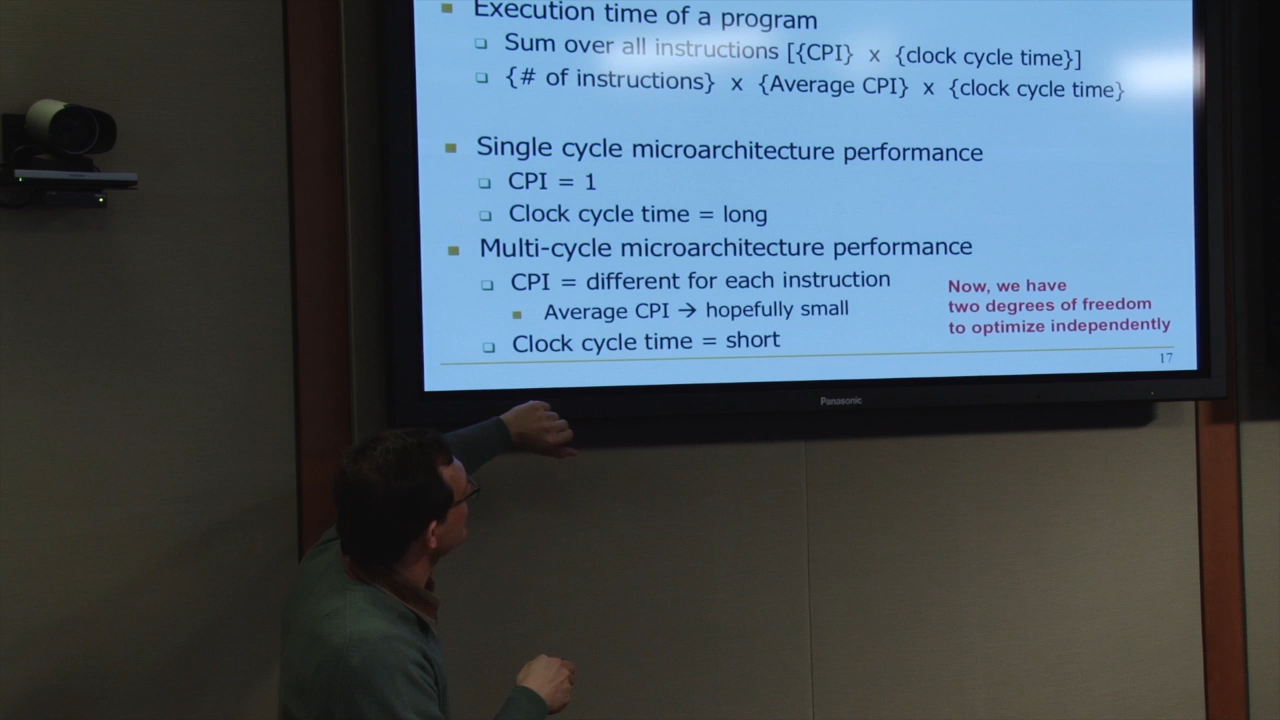 Execution time of a program
Sum over all instructions [{CPI} x {clock cycle time}]
{# of instructions} x {Average CPI} x {clock cycle time}
Single cycle microarchitecture performance
CPI = 1
Clock cycle time = long
Multi-cycle microarchitecture performance
CPI = different for each instruction
Average CPI → hopefully small
Clock cycle time = short
Now, we have
two degrees of freedom
to optimize independently
17
Panasonic